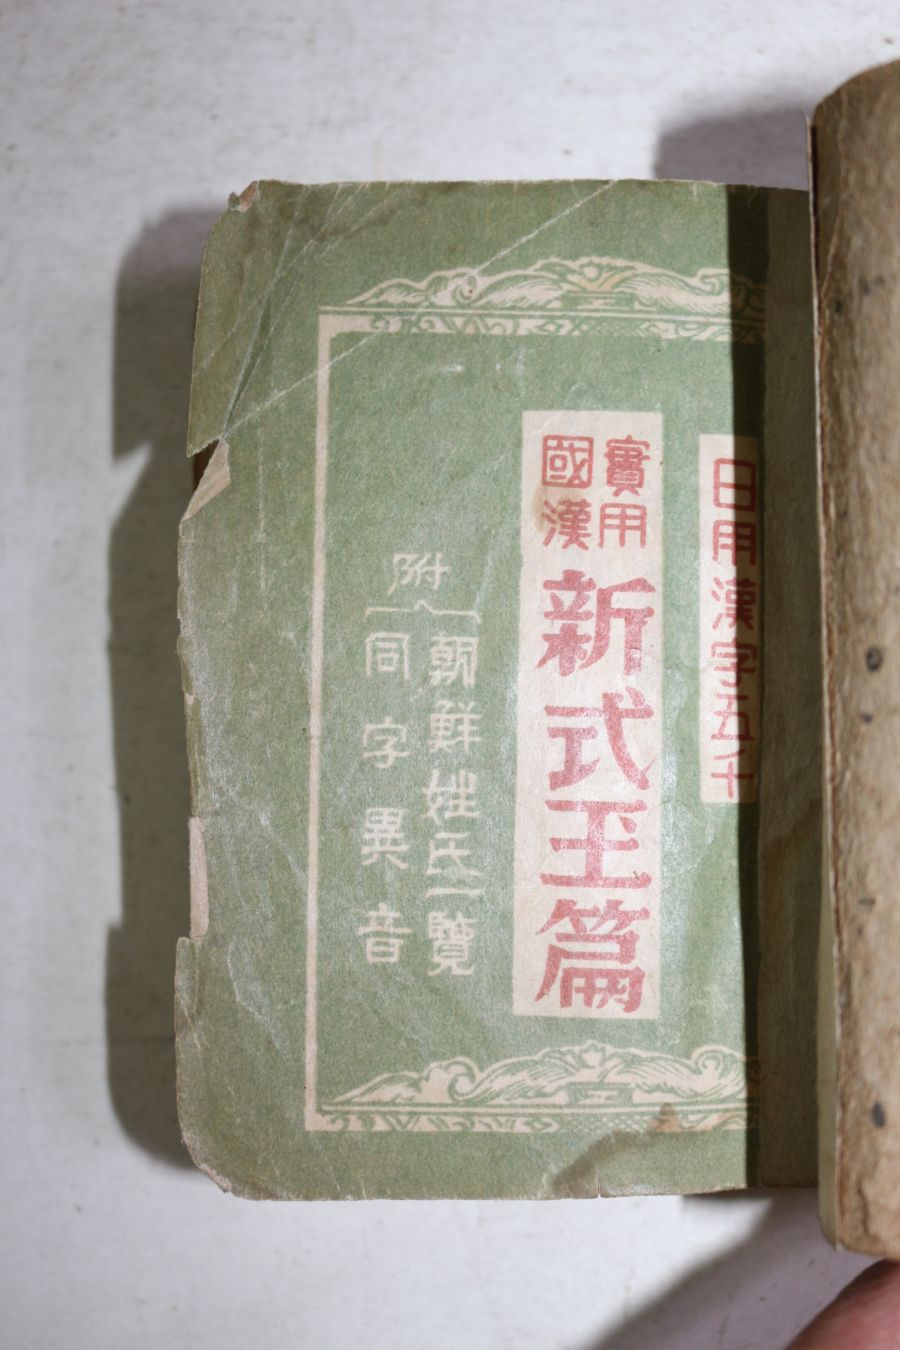 日用漢字五千
實用
國漢
新式玉篇
附
朝鮮姓氏一覽
同字異音